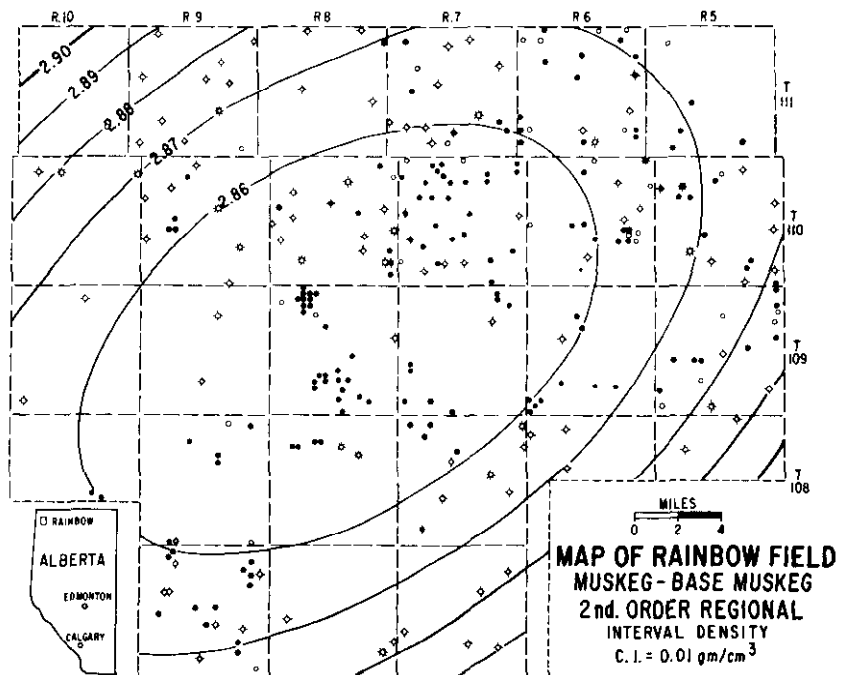 R.10 R 9 R 8 R.7 R 6 R 5
2.90
2.89
2.88
2.87
2.86
T
111
T
110
T
109
T
108
RAINBOW
ALBERTA
EDMONTON
CALGARY
MILES
0 2 4
MAP OF RAINBOW FIELD
MUSKEG-BASE MUSKEG
2nd. ORDER REGIONAL
INTERVAL DENSITY
C.I. = 0.01 gm/cm³